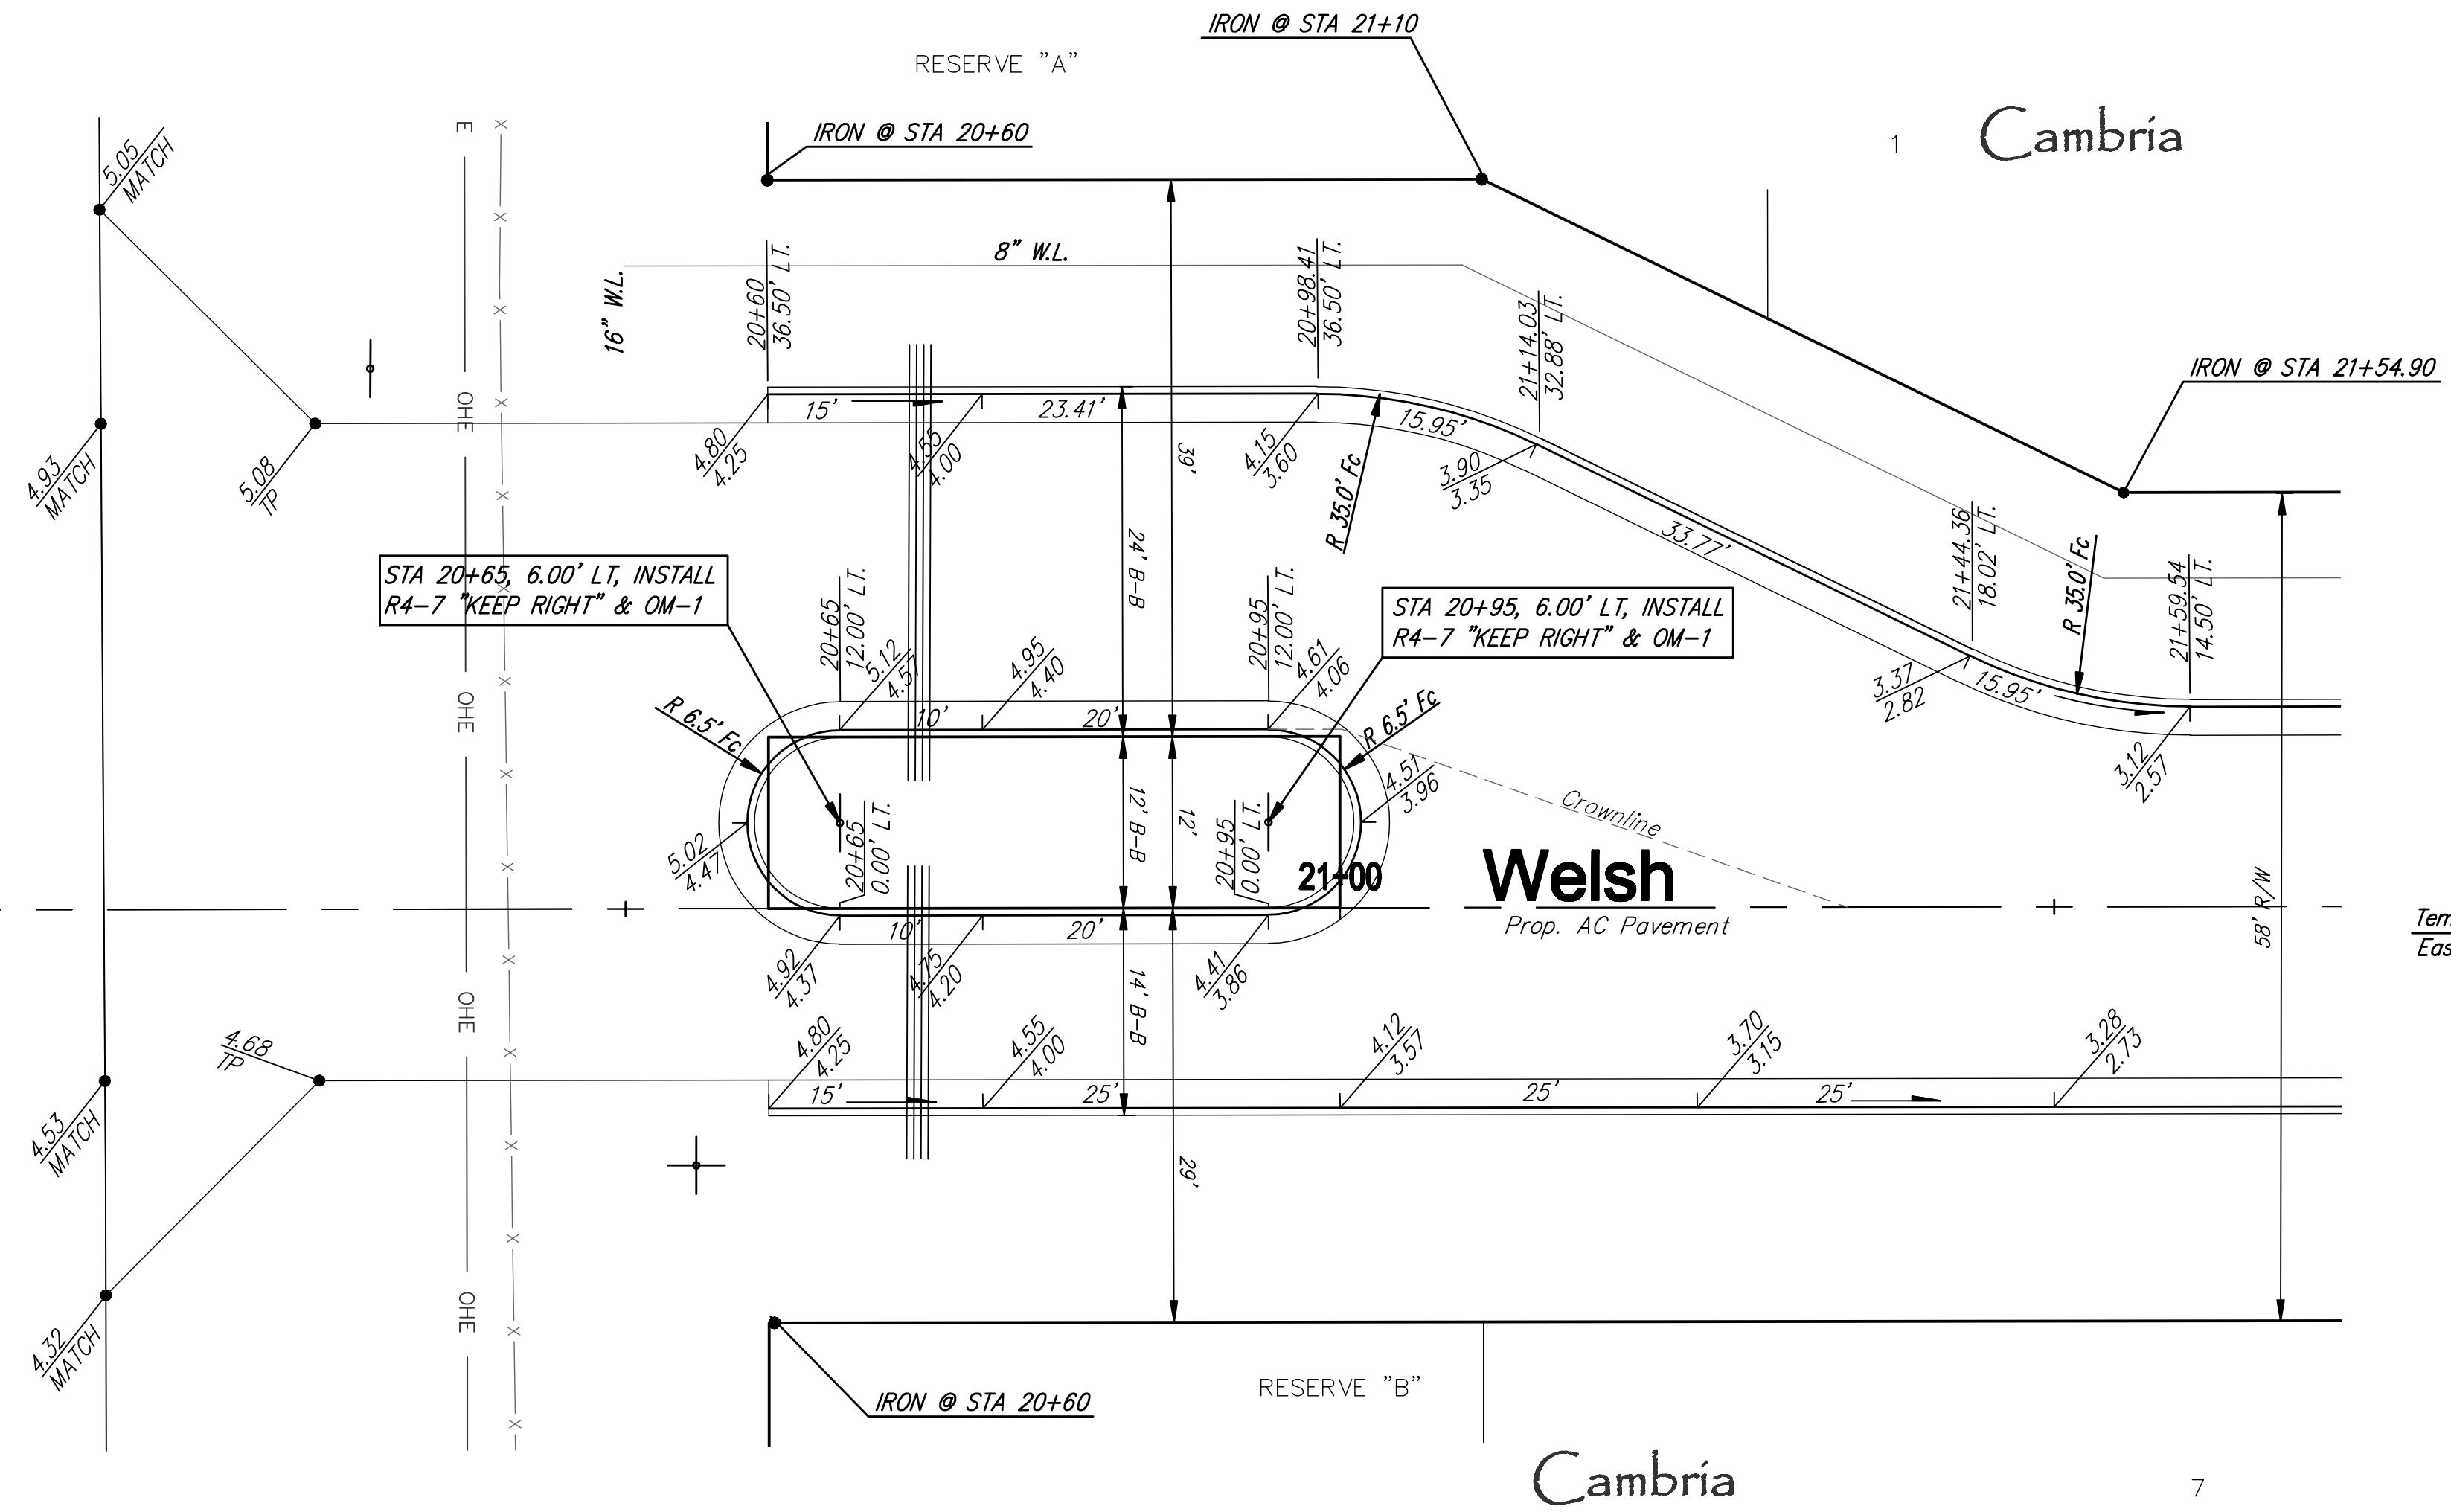 IRON @ STA 21+10
RESERVE "A"
IRON @ STA 20+60
1
Cambria
5.05
MATCH
E
8" W.L.
16" W.L.
20+60
36.50' LT.
20+98.41
36.50' LT.
21+14.03
32.88' LT.
IRON @ STA 21+54.90
OHE
15'
23.41'
15.95'
4.93
MATCH
5.08
TP
4.80
4.25
4.55
4.00
39'
4.15
3.60
R 35.0' Fc
3.90
3.35
33.77'
24' B-B
21+44.36
18.02' LT.
R 35.0' Fc
21+59.54
14.50' LT.
STA 20+65, 6.00' LT, INSTALL
R4-7 "KEEP RIGHT" & OM-1
STA 20+95, 6.00' LT, INSTALL
R4-7 "KEEP RIGHT" & OM-1
20+65
12.00' LT.
5.12
4.57
4.95
4.40
20+95
12.00' LT.
4.61
4.06
3.37
2.82
15.95'
OHE
R 6.5' Fc
10'
20'
R 6.5' Fc
4.51
3.96
3.12
2.57
12' B-B
12'
Crownline
5.02
4.47
20+65
0.00' LT.
20+95
0.00' LT.
21+00
Welsh
Prop. AC Pavement
58' R/W
Tem
Eas
10'
20'
4.92
4.37
4.75
4.20
4.41
3.86
14' B-B
OHE
4.68
TP
4.80
4.25
4.55
4.00
4.12
3.57
3.70
3.15
3.28
2.73
15'
25'
25'
25'
4.53
MATCH
29'
OHE
4.32
MATCH
IRON @ STA 20+60
RESERVE "B"
Cambria
7